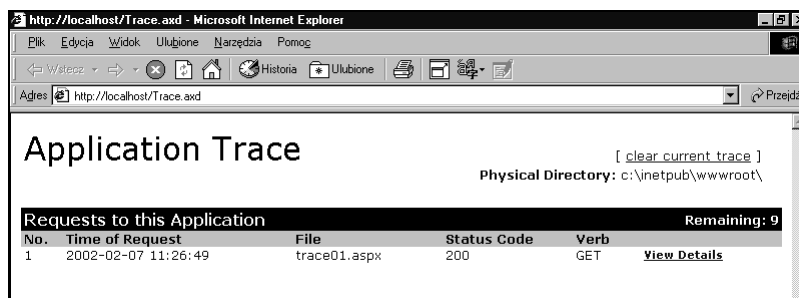 http://localhost/Trace.axd - Microsoft Internet Explorer
Plik Edycja Widok Ulubione Narzędzia Pomoc
Wstecz Historia Ulubione
Adres http://localhost/Trace.axd Przejdź
Application Trace
[ clear current trace ]
Physical Directory: c:\inetpub\wwwroot\
Requests to this Application Remaining: 9
No. Time of Request File Status Code Verb
1 2002-02-07 11:26:49 trace01.aspx 200 GET View Details